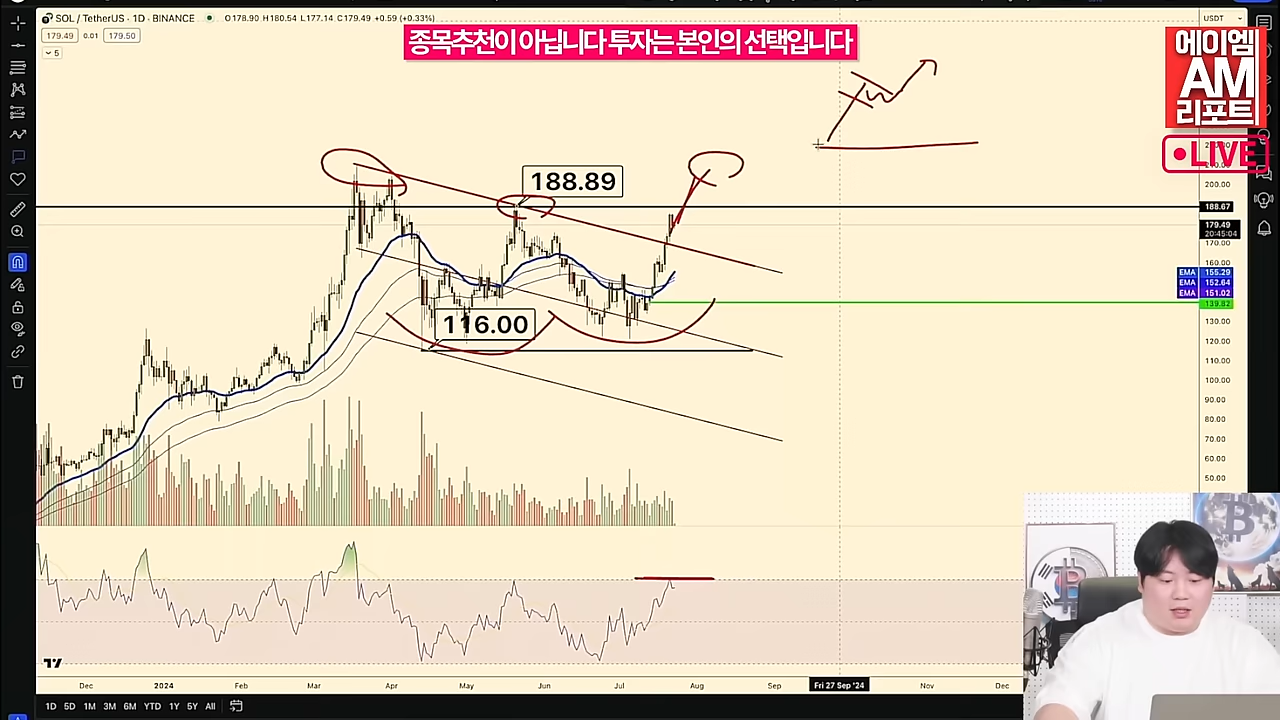 SOL / TetherUS · 1D · BINANCE O178.90 H180.54 L177.14 C179.49 +0.59 (+0.33%)
USDT
179.49 0.01 179.50
5
종목추천이 아닙니다 투자는 본인의 선택입니다
에이엠
AM
리포트
LIVE
188.89
116.00
200.00
188.67
179.49
20:45:04
170.00
160.00
EMA 155.29
EMA 152.64
EMA 151.02
139.82
130.00
120.00
110.00
100.00
90.00
80.00
70.00
60.00
50.00
Dec 2024 Feb Mar Apr May Jun Jul Aug Sep Fri 27 Sep '24 Nov Dec
1D 5D 1M 3M 6M YTD 1Y 5Y All